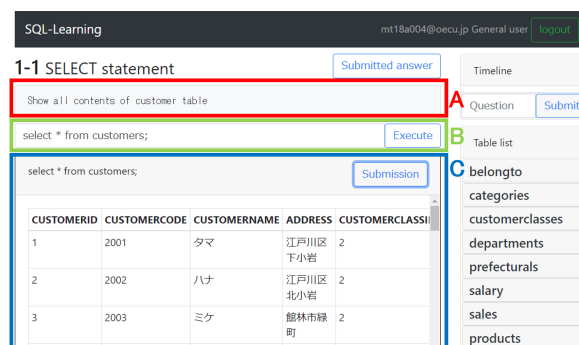 SQL-Learning mt18a004@oecu.jp General user logout
1-1 SELECT statement Submitted answer
Timeline
Show all contents of customer table
A
Question Submit
select * from customers; Execute
B
Table list
select * from customers; Submission
C
belongto
categories
CUSTOMERID CUSTOMERCODE CUSTOMERNAME ADDRESS CUSTOMERCLASSI
customerclasses
1 2001 タマ 江戸川区 2
下小岩
departments
prefecturals
2 2002 ハナ 江戸川区 2
北小岩
salary
3 2003 ミケ 館林市緑 2
町
sales
products